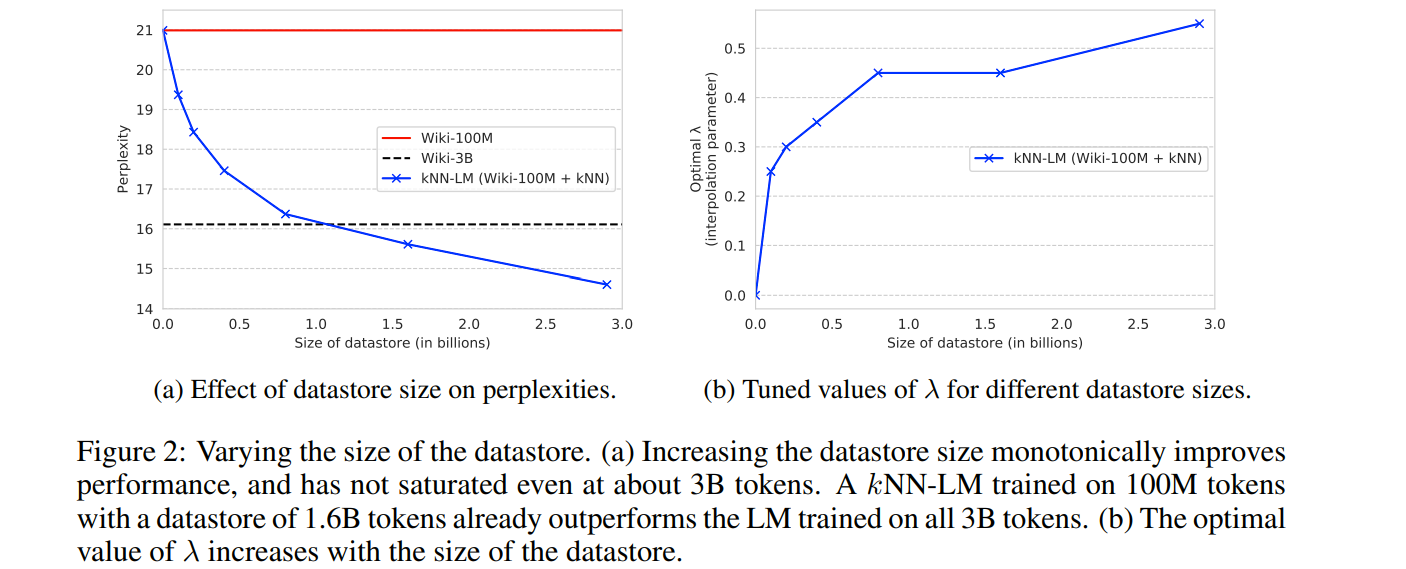 21
20
19
18
17
16
15
14
Perplexity
Wiki-100M
Wiki-3B
kNN-LM (Wiki-100M + kNN)
0.0 0.5 1.0 1.5 2.0 2.5 3.0
Size of datastore (in billions)
(a) Effect of datastore size on perplexities.
0.5
0.4
0.3
0.2
0.1
0.0
Optimal λ
(interpolation parameter)
kNN-LM (Wiki-100M + kNN)
0.0 0.5 1.0 1.5 2.0 2.5 3.0
Size of datastore (in billions)
(b) Tuned values of λ for different datastore sizes.
Figure 2: Varying the size of the datastore. (a) Increasing the datastore size monotonically improves
performance, and has not saturated even at about 3B tokens. A kNN-LM trained on 100M tokens
with a datastore of 1.6B tokens already outperforms the LM trained on all 3B tokens. (b) The optimal
value of λ increases with the size of the datastore.